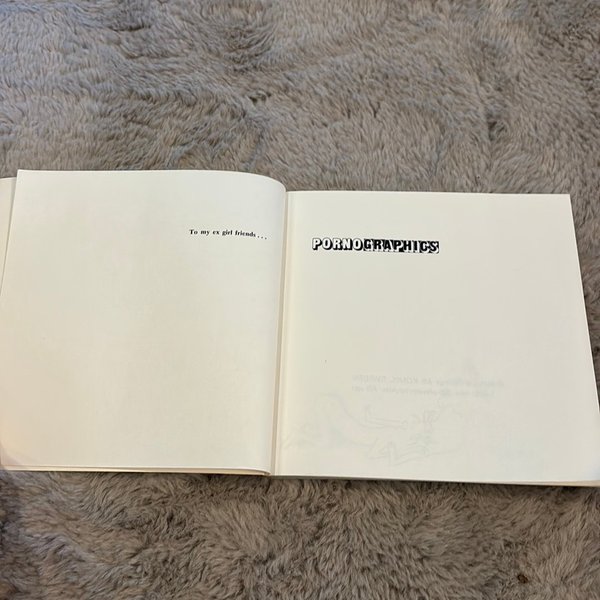 To my ex girl friends . . .
PORNOGRAPHICS